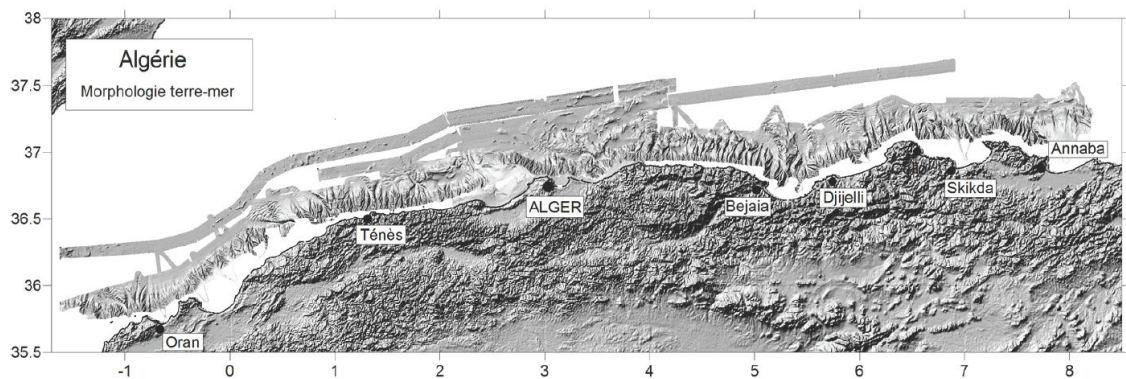 38
37.5
37
36.5
36
35.5
Algérie
Morphologie terre-mer
Annaba
Skikda
Djijelli
Bejaia
ALGER
Ténès
Oran
-1 0 1 2 3 4 5 6 7 8